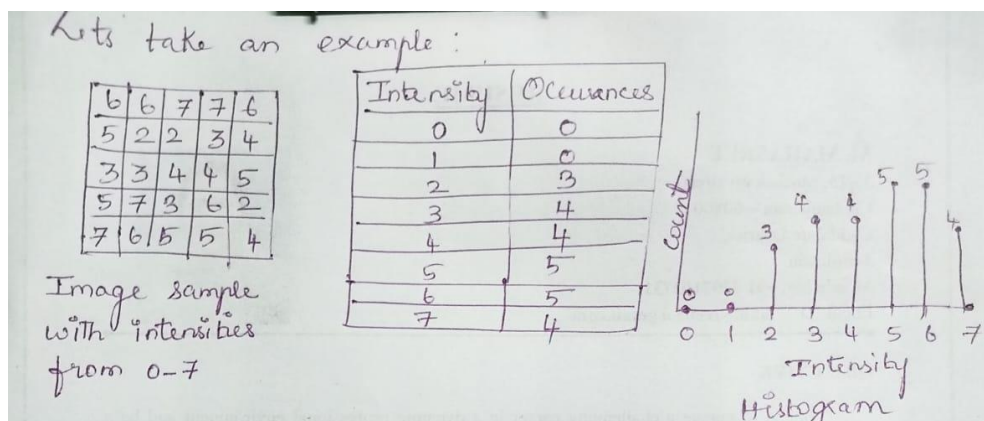 Lets take an example :
6 6 7 7 6
5 2 2 3 4
3 3 4 4 5
5 7 3 6 2
7 6 5 5 4
Image sample
with intensities
from 0-7
Intensity Occurances
0 0
1 0
2 3
3 4
4 4
5 5
6 5
7 4
count
0 0 3 4 4 5 5 4
0 1 2 3 4 5 6 7
Intensity
Histogram